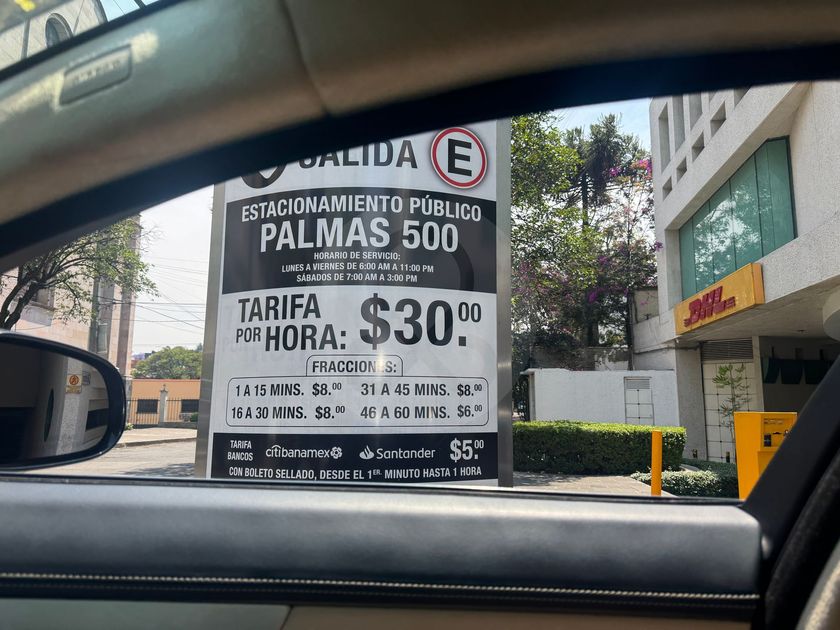 SALIDA E
ESTACIONAMIENTO PÚBLICO
PALMAS 500
HORARIO DE SERVICIO:
LUNES A VIERNES DE 6:00 AM A 11:00 PM
SÁBADOS DE 7:00 AM A 3:00 PM
TARIFA
POR HORA: $30.00
FRACCIONES:
1 A 15 MINS. $8.00 31 A 45 MINS. $8.00
16 A 30 MINS. $8.00 46 A 60 MINS. $6.00
TARIFA
BANCOS citibanamex Santander $5.00
CON BOLETO SELLADO, DESDE EL 1ER. MINUTO HASTA 1 HORA
DHL